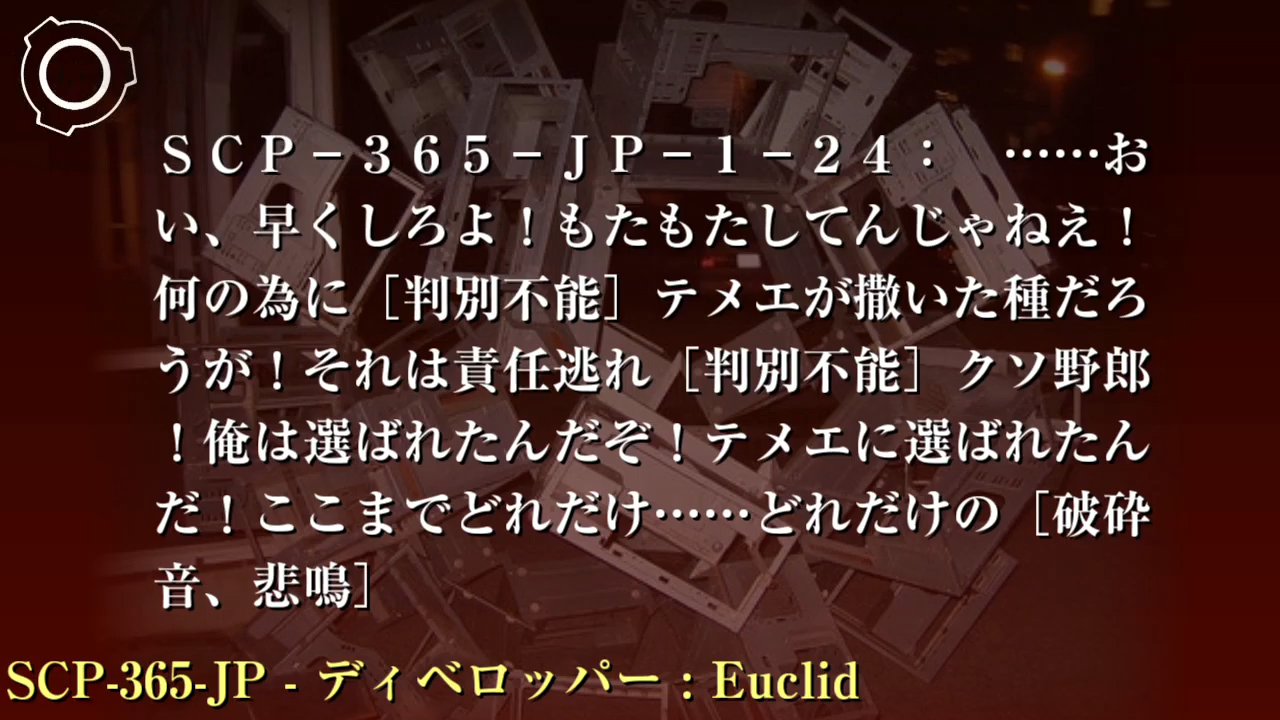 ＳＣＰ－３６５－ＪＰ－１－２４：　……お
い、早くしろよ！もたもたしてんじゃねえ！
何の為に［判別不能］テメエが撒いた種だろ
うが！それは責任逃れ［判別不能］クソ野郎
！俺は選ばれたんだぞ！テメエに選ばれたん
だ！ここまでどれだけ……どれだけの［破砕
音、悲鳴］
SCP-365-JP - ディベロッパー : Euclid